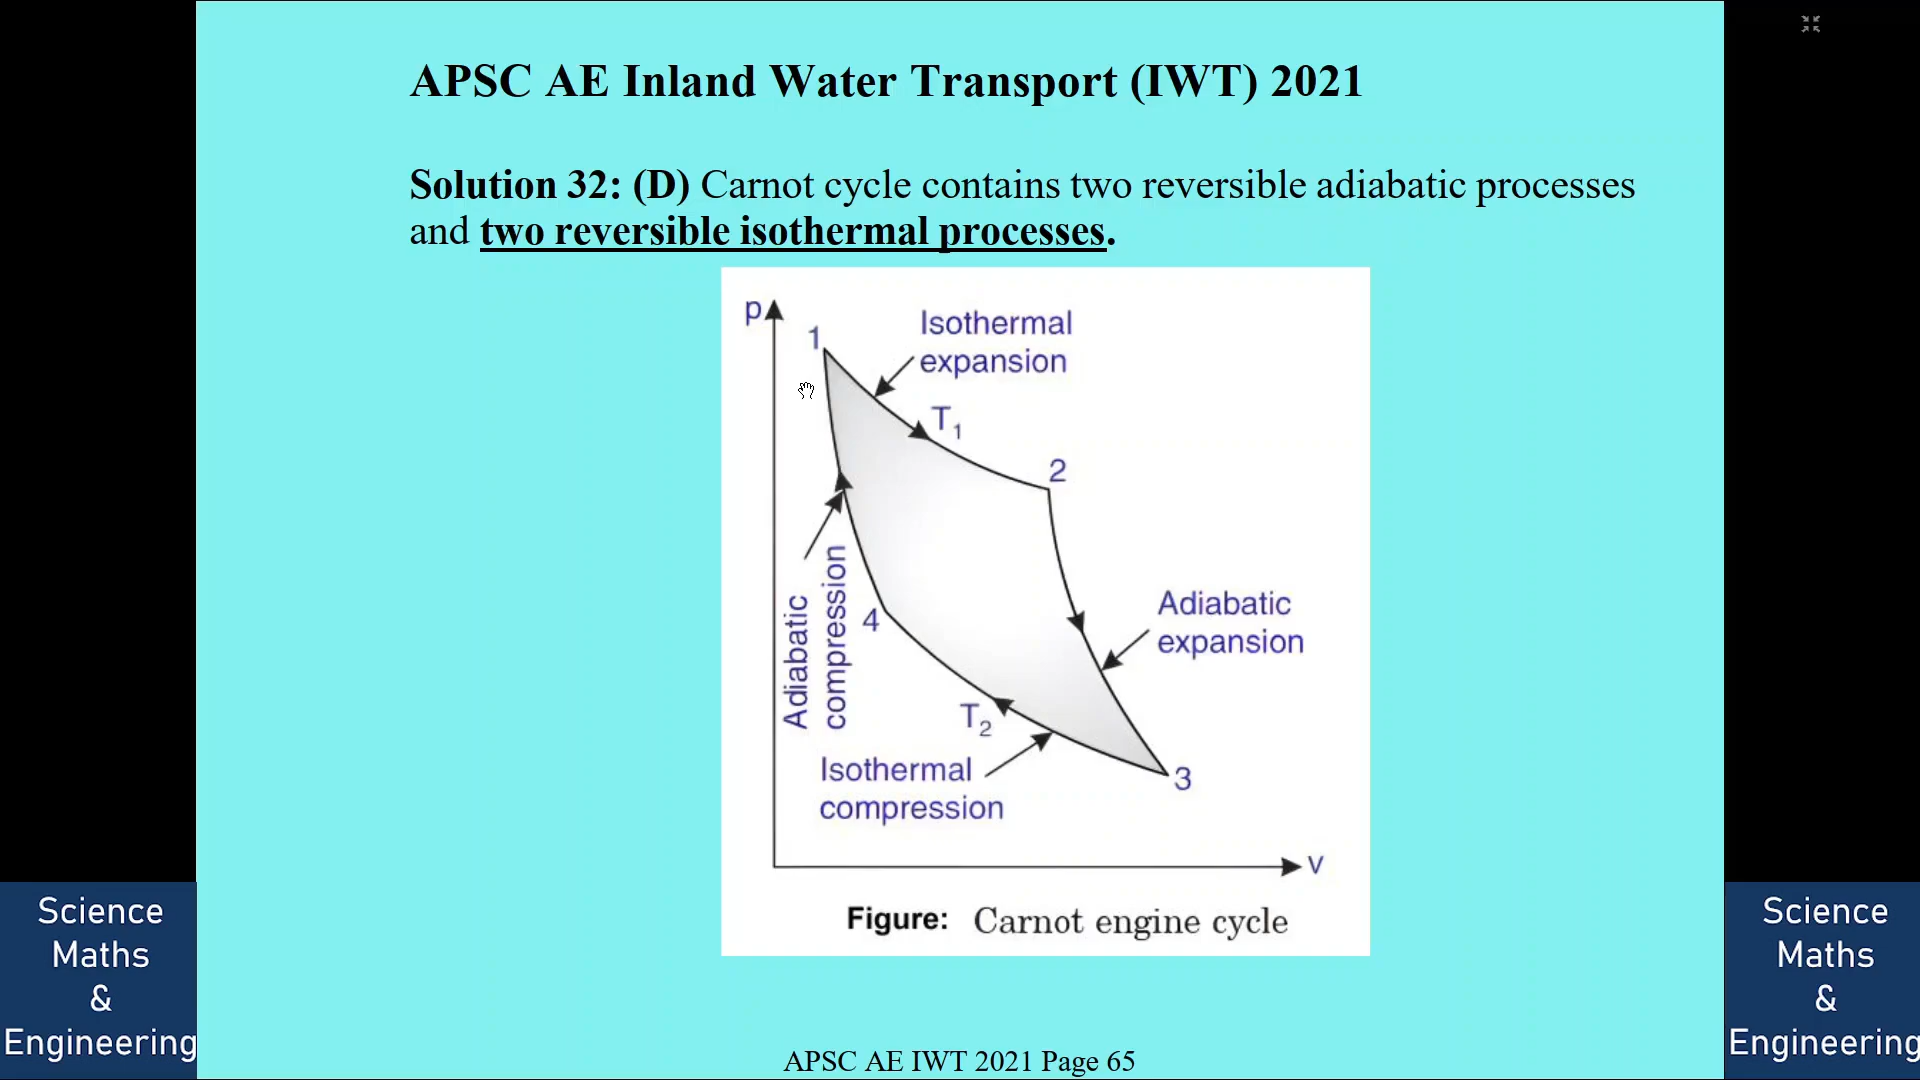 APSC AE Inland Water Transport (IWT) 2021
Solution 32: (D) Carnot cycle contains two reversible adiabatic processes
and two reversible isothermal processes.
p
1
Isothermal
expansion
T1
2
Adiabatic
compression
4
Adiabatic
expansion
T2
Isothermal
compression
3
v
Figure: Carnot engine cycle
Science
Maths
&
Engineering
Science
Maths
&
Engineering
APSC AE IWT 2021 Page 65